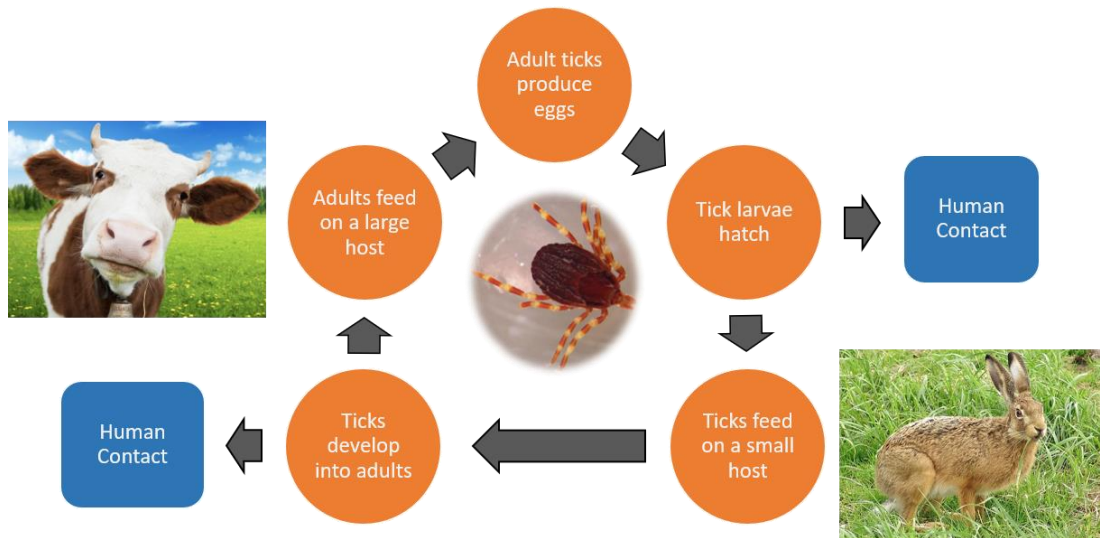 Adult ticks
produce
eggs
Tick larvae
hatch
Human
Contact
Ticks feed
on a small
host
Ticks
develop
into adults
Human
Contact
Adults feed
on a large
host